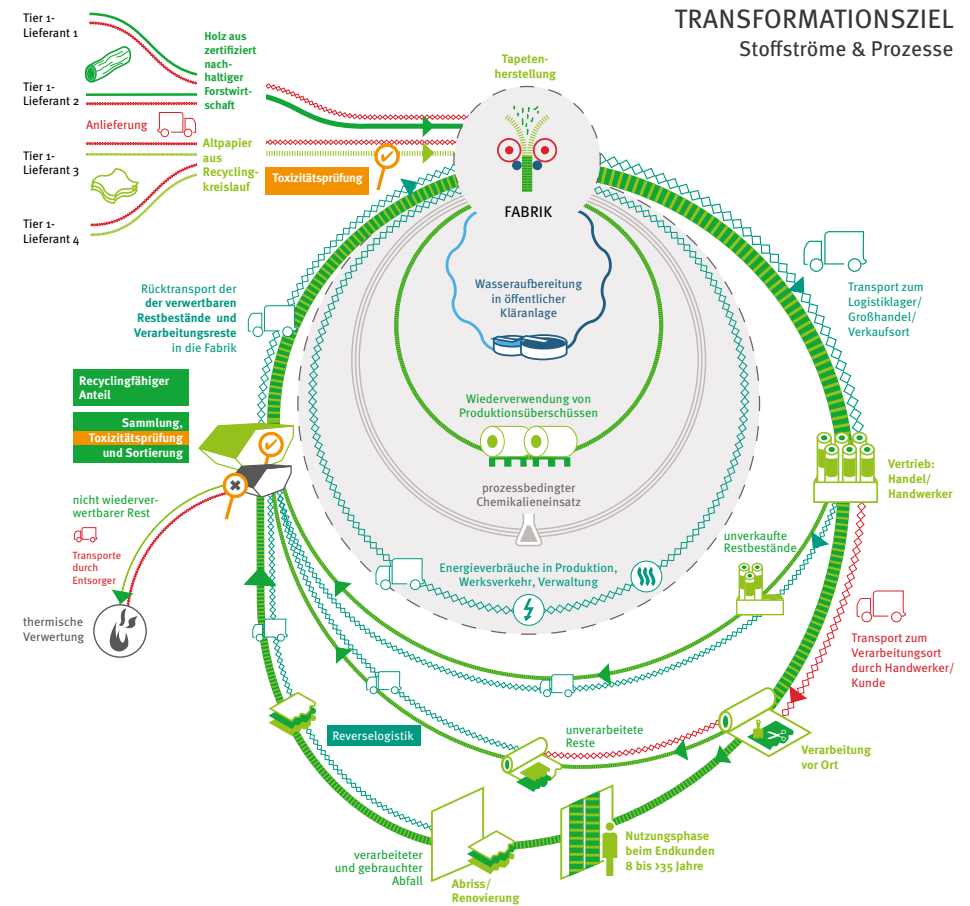 TRANSFORMATIONSZIEL
Stoffströme & Prozesse
Tier 1-
Lieferant 1
Tier 1-
Lieferant 2
Holz aus
zertifiziert
nach-
haltiger
Forstwirt-
schaft
Anlieferung
Tier 1-
Lieferant 3
Tier 1-
Lieferant 4
Altpapier
aus
Recycling-
kreislauf
Toxizitätsprüfung
Tapeten-
herstellung
FABRIK
Wasseraufbereitung
in öffentlicher
Kläranlage
Wiederverwendung von
Produktionsüberschüssen
prozessbedingter
Chemikalieneinsatz
Energieverbräuche in Produktion,
Werksverkehr, Verwaltung
Transport zum
Logistiklager/
Großhandel/
Verkaufsort
Vertrieb:
Handel/
Handwerker
unverkaufte
Restbestände
Transport zum
Verarbeitungsort
durch Handwerker/
Kunde
Verarbeitung
vor Ort
unverarbeitete
Reste
Nutzungsphase
beim Endkunden
8 bis >35 Jahre
Abriss/
Renovierung
verarbeiteter
und gebrauchter
Abfall
Reverselogistik
Rücktransport der
der verwertbaren
Restbestände und
Verarbeitungsreste
in die Fabrik
Recyclingfähiger
Anteil
Sammlung,
Toxizitätsprüfung
und Sortierung
nicht wiederver-
wertbarer Rest
Transporte
durch
Entsorger
thermische
Verwertung